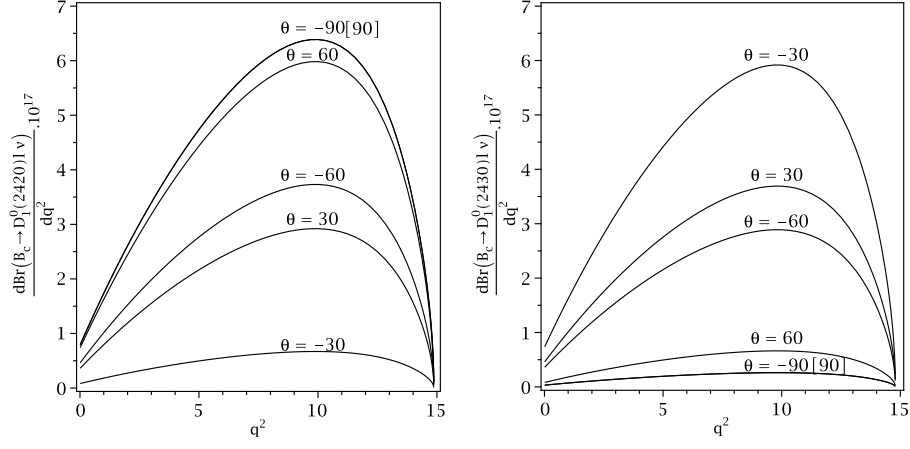 7
6
5
4
3
2
1
0
dBr(B_c→D_1^0(2420)l ν)
dq^2
.10^17
θ = −90[90]
θ = 60
θ = −60
θ = 30
θ = −30
0 5 10 15
q^2
7
6
5
4
3
2
1
0
dBr(B_c→D_1^0(2430)l ν)
dq^2
.10^17
θ = −30
θ = 30
θ = −60
θ = 60
θ = −90[90]
0 5 10 15
q^2